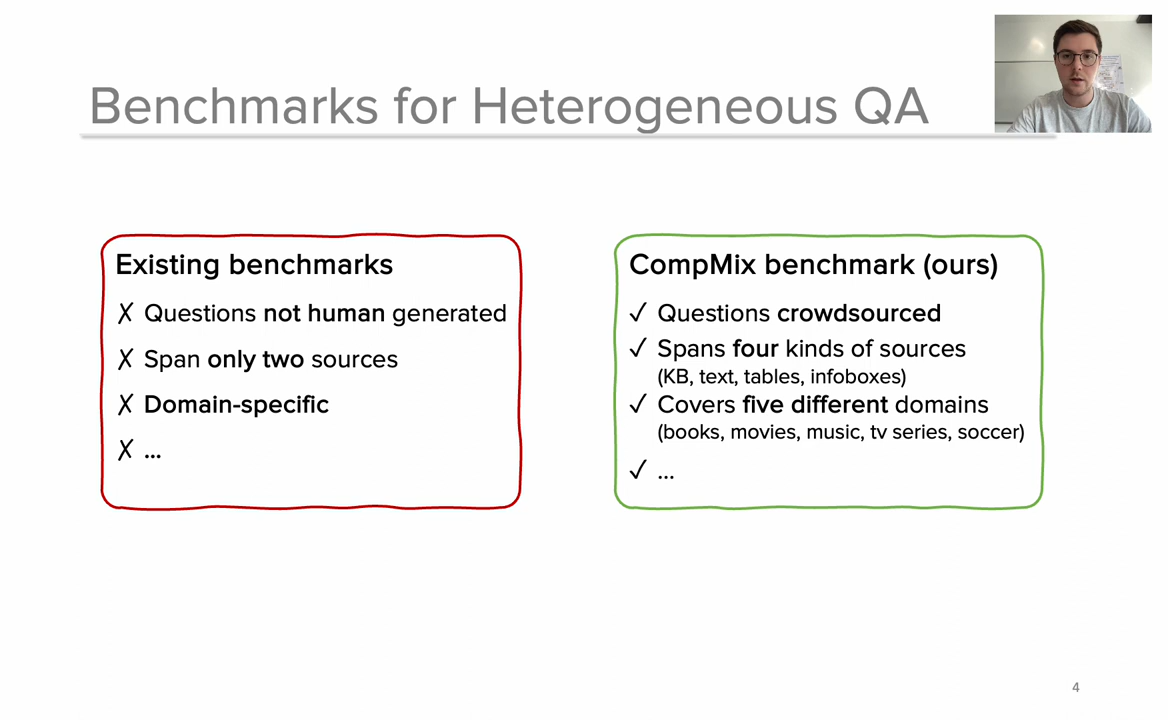 Benchmarks for Heterogeneous QA
Existing benchmarks
✗ Questions not human generated
✗ Span only two sources
✗ Domain-specific
✗ ...
CompMix benchmark (ours)
✓ Questions crowdsourced
✓ Spans four kinds of sources
(KB, text, tables, infoboxes)
✓ Covers five different domains
(books, movies, music, tv series, soccer)
✓ ...
4